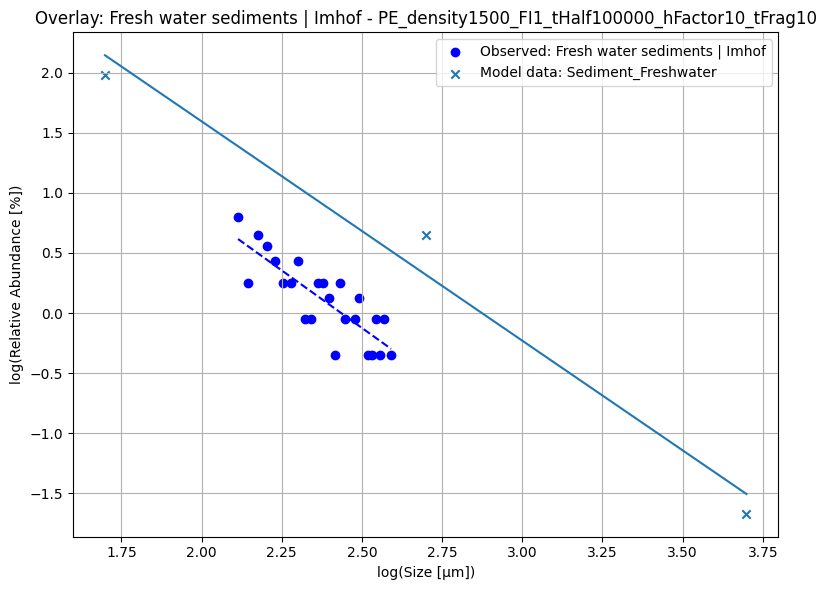 Overlay: Fresh water sediments | Imhof - PE_density1500_FI1_tHalf100000_hFactor10_tFrag10
Observed: Fresh water sediments | Imhof
Model data: Sediment_Freshwater
log(Relative Abundance [%])
2.0
1.5
1.0
0.5
0.0
−0.5
−1.0
−1.5
1.75 2.00 2.25 2.50 2.75 3.00 3.25 3.50 3.75
log(Size [μm])